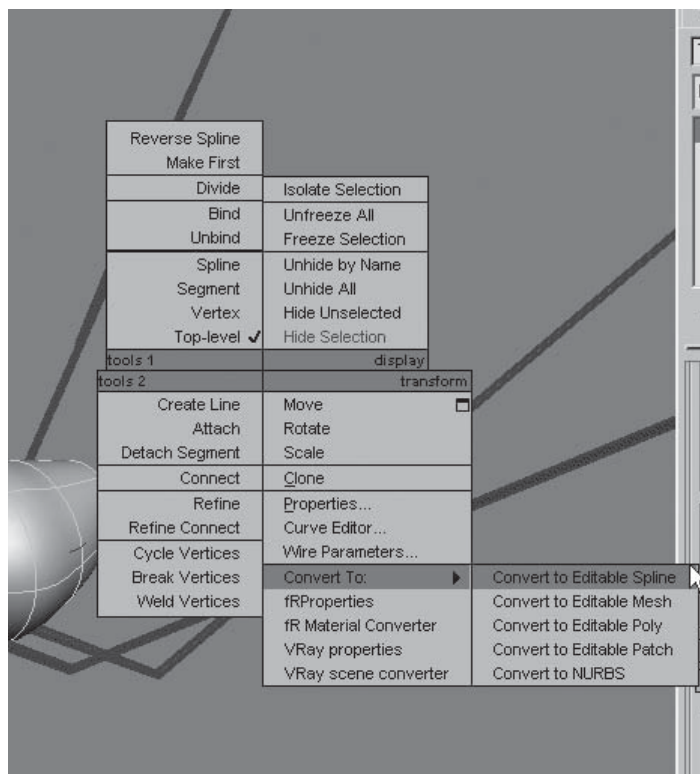 Reverse Spline
Make First
Divide
Bind
Unbind
Spline
Segment
Vertex
Top-level ✓
tools 1
Isolate Selection
Unfreeze All
Freeze Selection
Unhide by Name
Unhide All
Hide Unselected
Hide Selection
display
tools 2
Create Line
Attach
Detach Segment
Connect
Refine
Refine Connect
Cycle Vertices
Break Vertices
Weld Vertices
transform
Move
Rotate
Scale
Clone
Properties...
Curve Editor...
Wire Parameters...
Convert To:
fRProperties
fR Material Converter
VRay properties
VRay scene converter
Convert to Editable Spline
Convert to Editable Mesh
Convert to Editable Poly
Convert to Editable Patch
Convert to NURBS